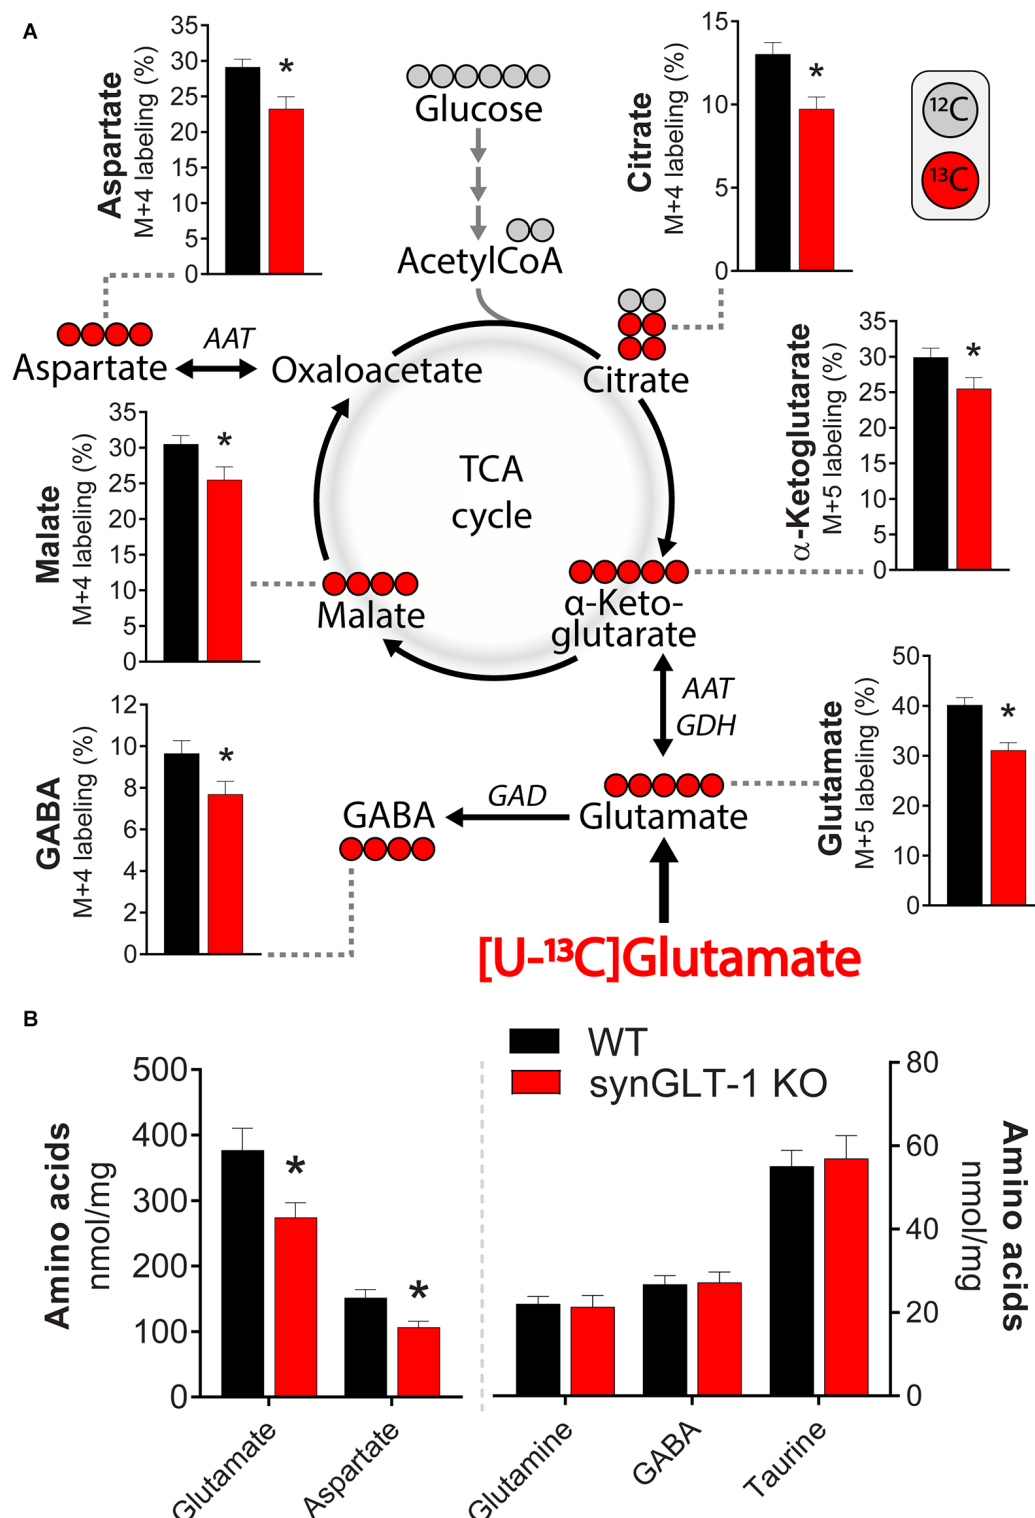 A
Aspartate
M+4 labeling (%)
35
30
25
20
15
10
5
0
*
Glucose
AcetylCoA
Citrate
M+4 labeling (%)
15
10
5
0
*
¹²C
¹³C
Aspartate
AAT
Oxaloacetate
Citrate
α-Ketoglutarate
M+5 labeling (%)
35
30
25
20
15
10
5
0
*
Malate
M+4 labeling (%)
35
30
25
20
15
10
5
0
*
TCA
cycle
Malate
α-Keto-
glutarate
AAT
GDH
Glutamate
M+5 labeling (%)
50
40
30
20
10
0
*
GABA
M+4 labeling (%)
12
10
8
6
4
2
0
*
GABA
GAD
Glutamate
[U-¹³C]Glutamate
B
WT
synGLT-1 KO
Amino acids
nmol/mg
500
400
300
200
100
0
*
*
Glutamate
Aspartate
Glutamine
GABA
Taurine
80
60
40
20
0
Amino acids
nmol/mg